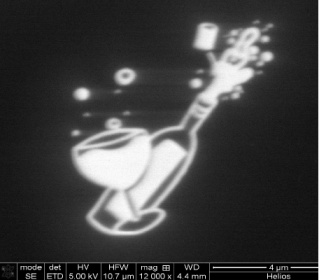 mode det HV HFW mag ⊞ WD 4 µm
SE ETD 5.00 kV 10.7 µm 12 000 x 4.4 mm Helios